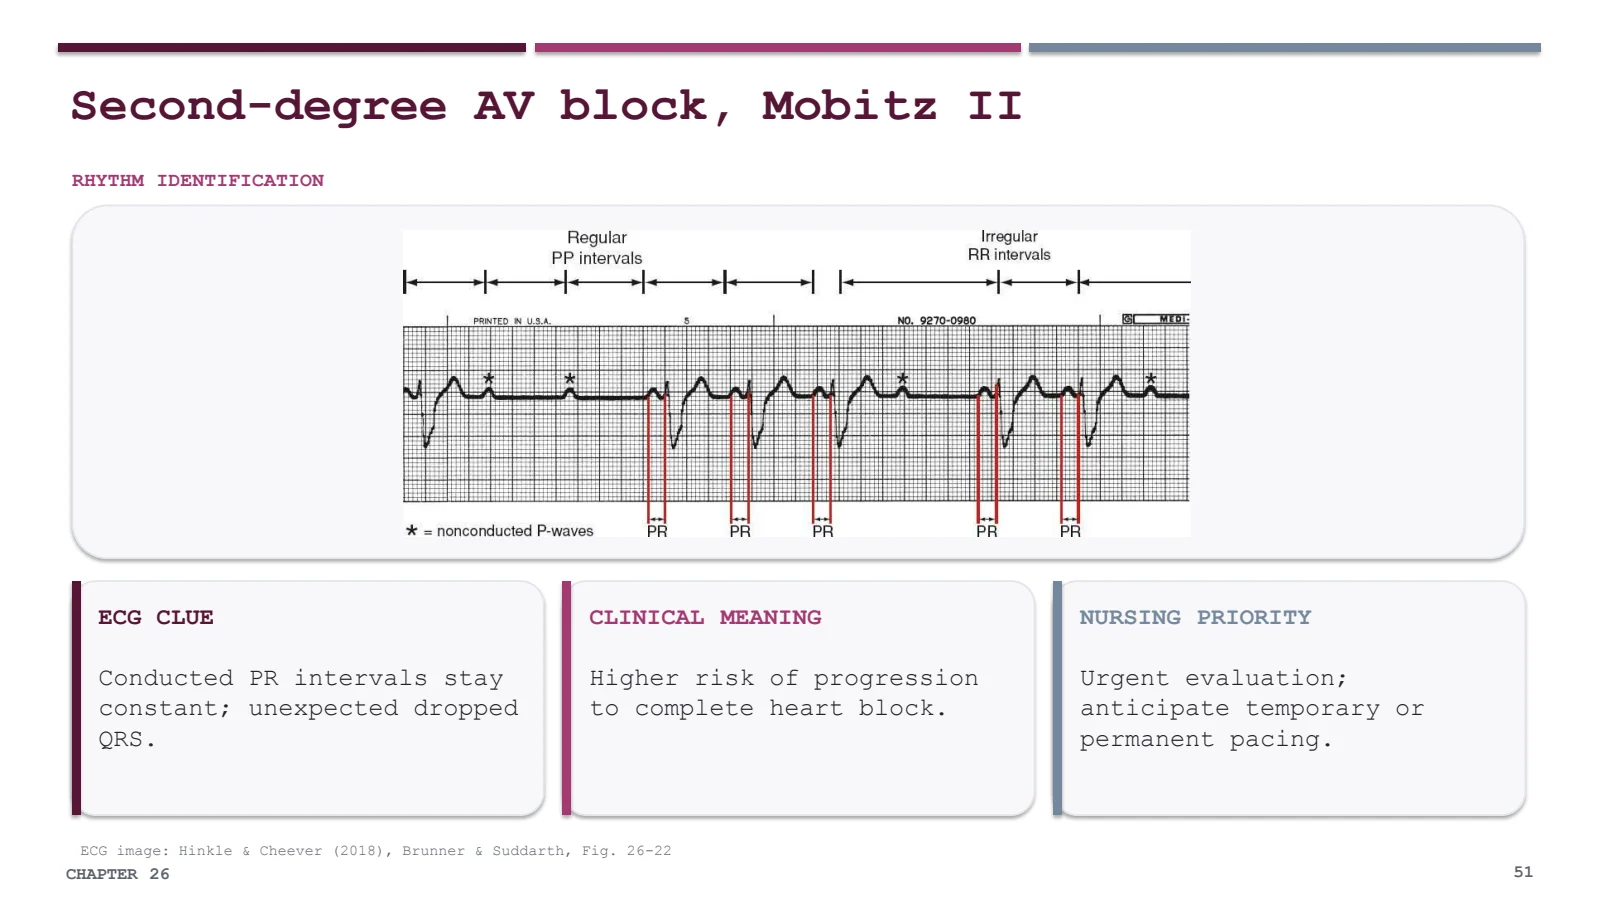 Second-degree AV block, Mobitz II
RHYTHM IDENTIFICATION
Regular
PP intervals
Irregular
RR intervals
PRINTED IN U.S.A.
5
NO. 9270-0980
MEDI-
* * * *
* = nonconducted P-waves
PR PR PR PR PR
ECG CLUE
Conducted PR intervals stay
constant; unexpected dropped
QRS.
CLINICAL MEANING
Higher risk of progression
to complete heart block.
NURSING PRIORITY
Urgent evaluation;
anticipate temporary or
permanent pacing.
ECG image: Hinkle & Cheever (2018), Brunner & Suddarth, Fig. 26-22
CHAPTER 26
51